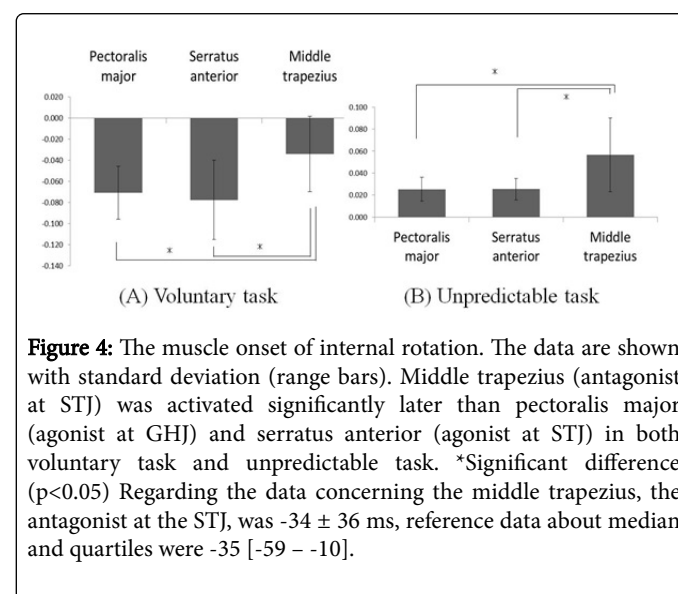 Pectoralis major
Serratus anterior
Middle trapezius
0.020
0.000
-0.020
-0.040
-0.060
-0.080
-0.100
-0.120
-0.140
*
*
(A) Voluntary task
*
*
0.100
0.080
0.060
0.040
0.020
0.000
Pectoralis major
Serratus anterior
Middle trapezius
(B) Unpredictable task
Figure 4: The muscle onset of internal rotation. The data are shown
with standard deviation (range bars). Middle trapezius (antagonist
at STJ) was activated significantly later than pectoralis major
(agonist at GHJ) and serratus anterior (agonist at STJ) in both
voluntary task and unpredictable task. *Significant difference
(p<0.05) Regarding the data concerning the middle trapezius, the
antagonist at the STJ, was -34 ± 36 ms, reference data about median
and quartiles were -35 [-59 – -10].